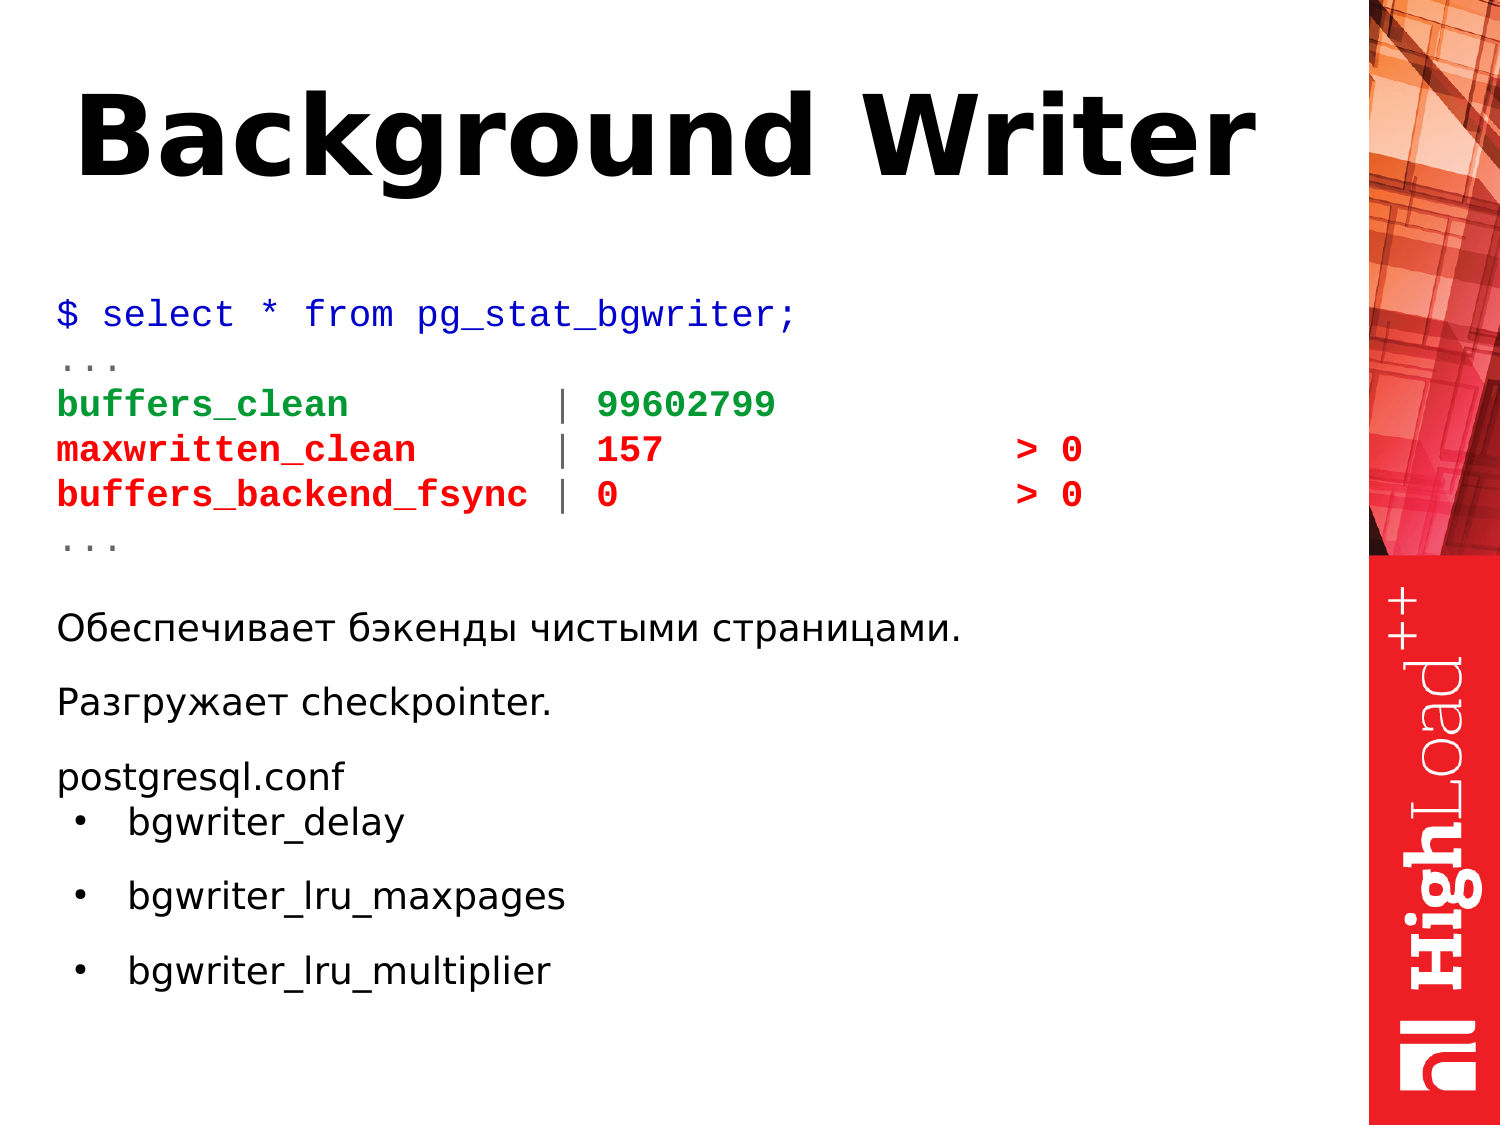 Background Writer
$ select * from pg_stat_bgwriter;
...
buffers_clean | 99602799
maxwritten_clean | 157 > 0
buffers_backend_fsync | 0 > 0
...
Обеспечивает бэкенды чистыми страницами.
Разгружает checkpointer.
postgresql.conf
• bgwriter_delay
• bgwriter_lru_maxpages
• bgwriter_lru_multiplier
HighLoad++